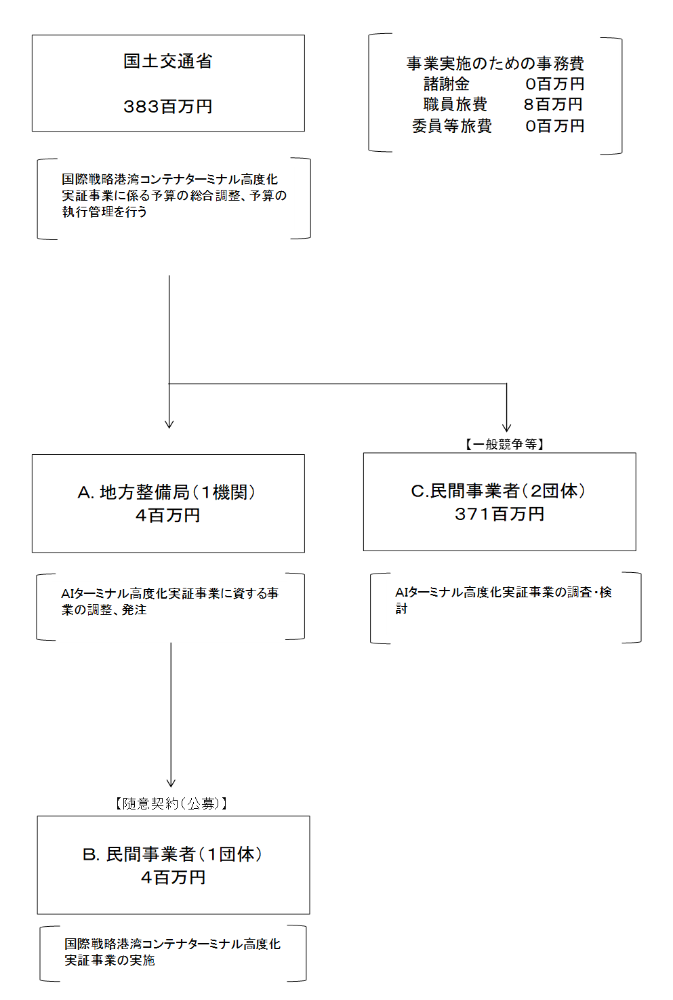 国土交通省
383百万円
事業実施のための事務費
諸謝金 0百万円
職員旅費 8百万円
委員等旅費 0百万円
国際戦略港湾コンテナターミナル高度化
実証事業に係る予算の総合調整、予算の
執行管理を行う
【一般競争等】
A. 地方整備局（1機関）
4百万円
C.民間事業者（2団体）
371百万円
AIターミナル高度化実証事業に資する事
業の調整、発注
AIターミナル高度化実証事業の調査・検
討
【随意契約（公募）】
B. 民間事業者（1団体）
4百万円
国際戦略港湾コンテナターミナル高度化
実証事業の実施